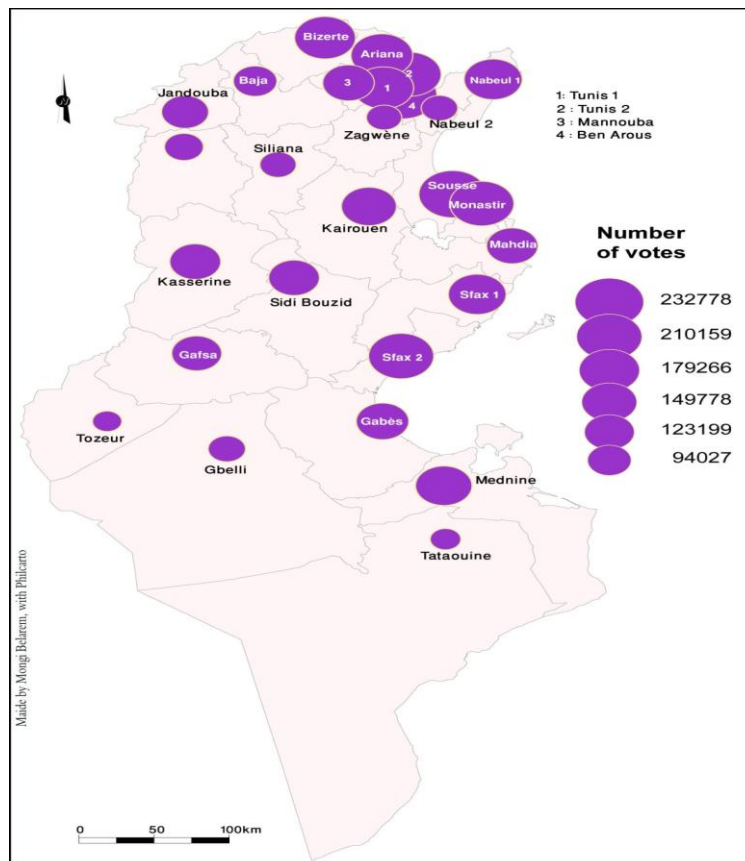 Bizerte
Ariana
2
Baja
3
1
Nabeul 1
Jandouba
4
Zagwène
Nabeul 2
1: Tunis 1
2 : Tunis 2
3 : Mannouba
4 : Ben Arous
Siliana
Sousse
Monastir
Kairouen
Mahdia
Number
of votes
Kasserine
Sidi Bouzid
Sfax 1
232778
210159
179266
149778
123199
94027
Gafsa
Sfax 2
Tozeur
Gabès
Gbelli
Mednine
Tataouine
Maide by Mongi Belarem, with Philcarto
0 50 100km